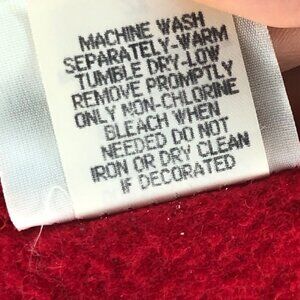 MACHINE WASH
SEPARATELY-WARM
TUMBLE DRY-LOW
REMOVE PROMPTLY
ONLY NON-CHLORINE
BLEACH WHEN
NEEDED DO NOT
IRON OR DRY CLEAN
IF DECORATED